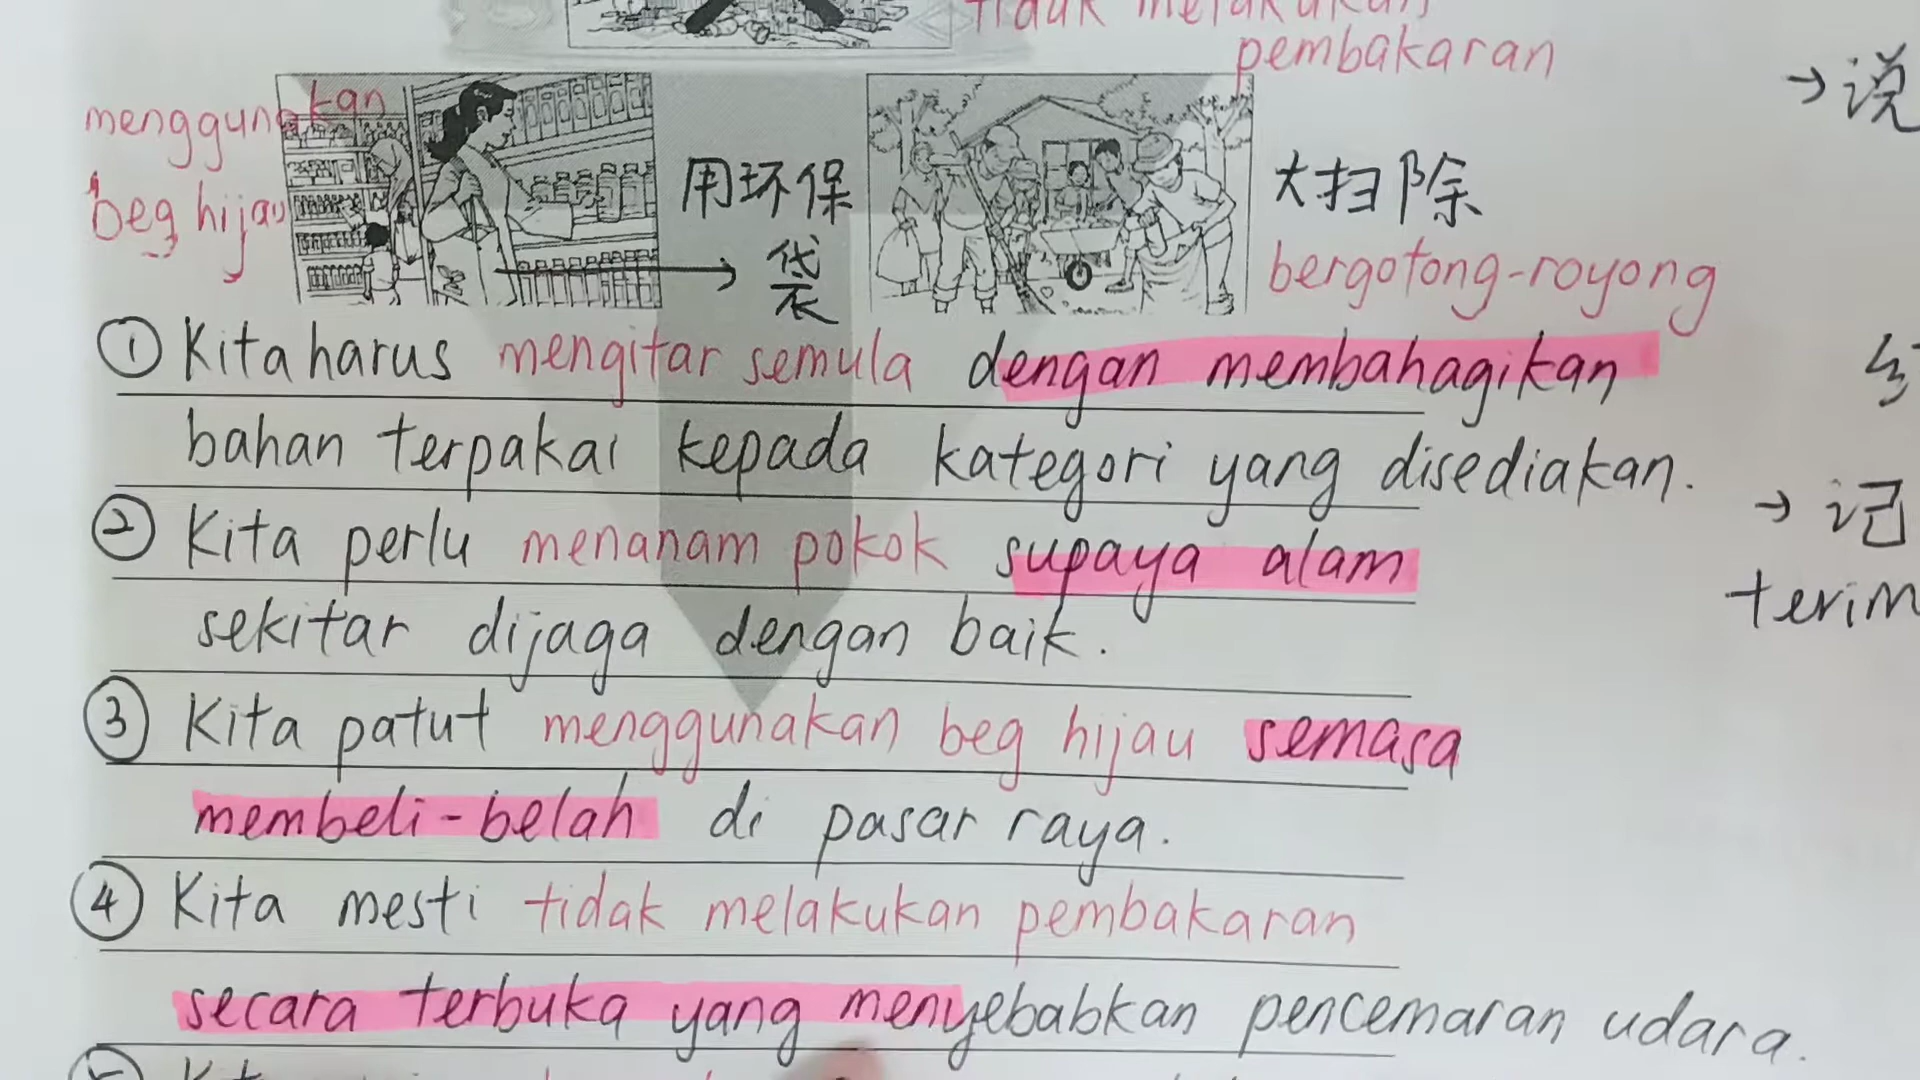 tidak melakukan
pembakaran
→ 说
menggunakan
beg hijau
用环保
袋
大扫除
bergotong-royong
① Kita harus mengitar semula dengan membahagikan
bahan terpakai kepada kategori yang disediakan.
② Kita perlu menanam pokok supaya alam
→ 记
terim
sekitar dijaga dengan baik.
③ Kita patut menggunakan beg hijau semasa
membeli-belah di pasar raya.
④ Kita mesti tidak melakukan pembakaran
secara terbuka yang menyebabkan pencemaran udara.